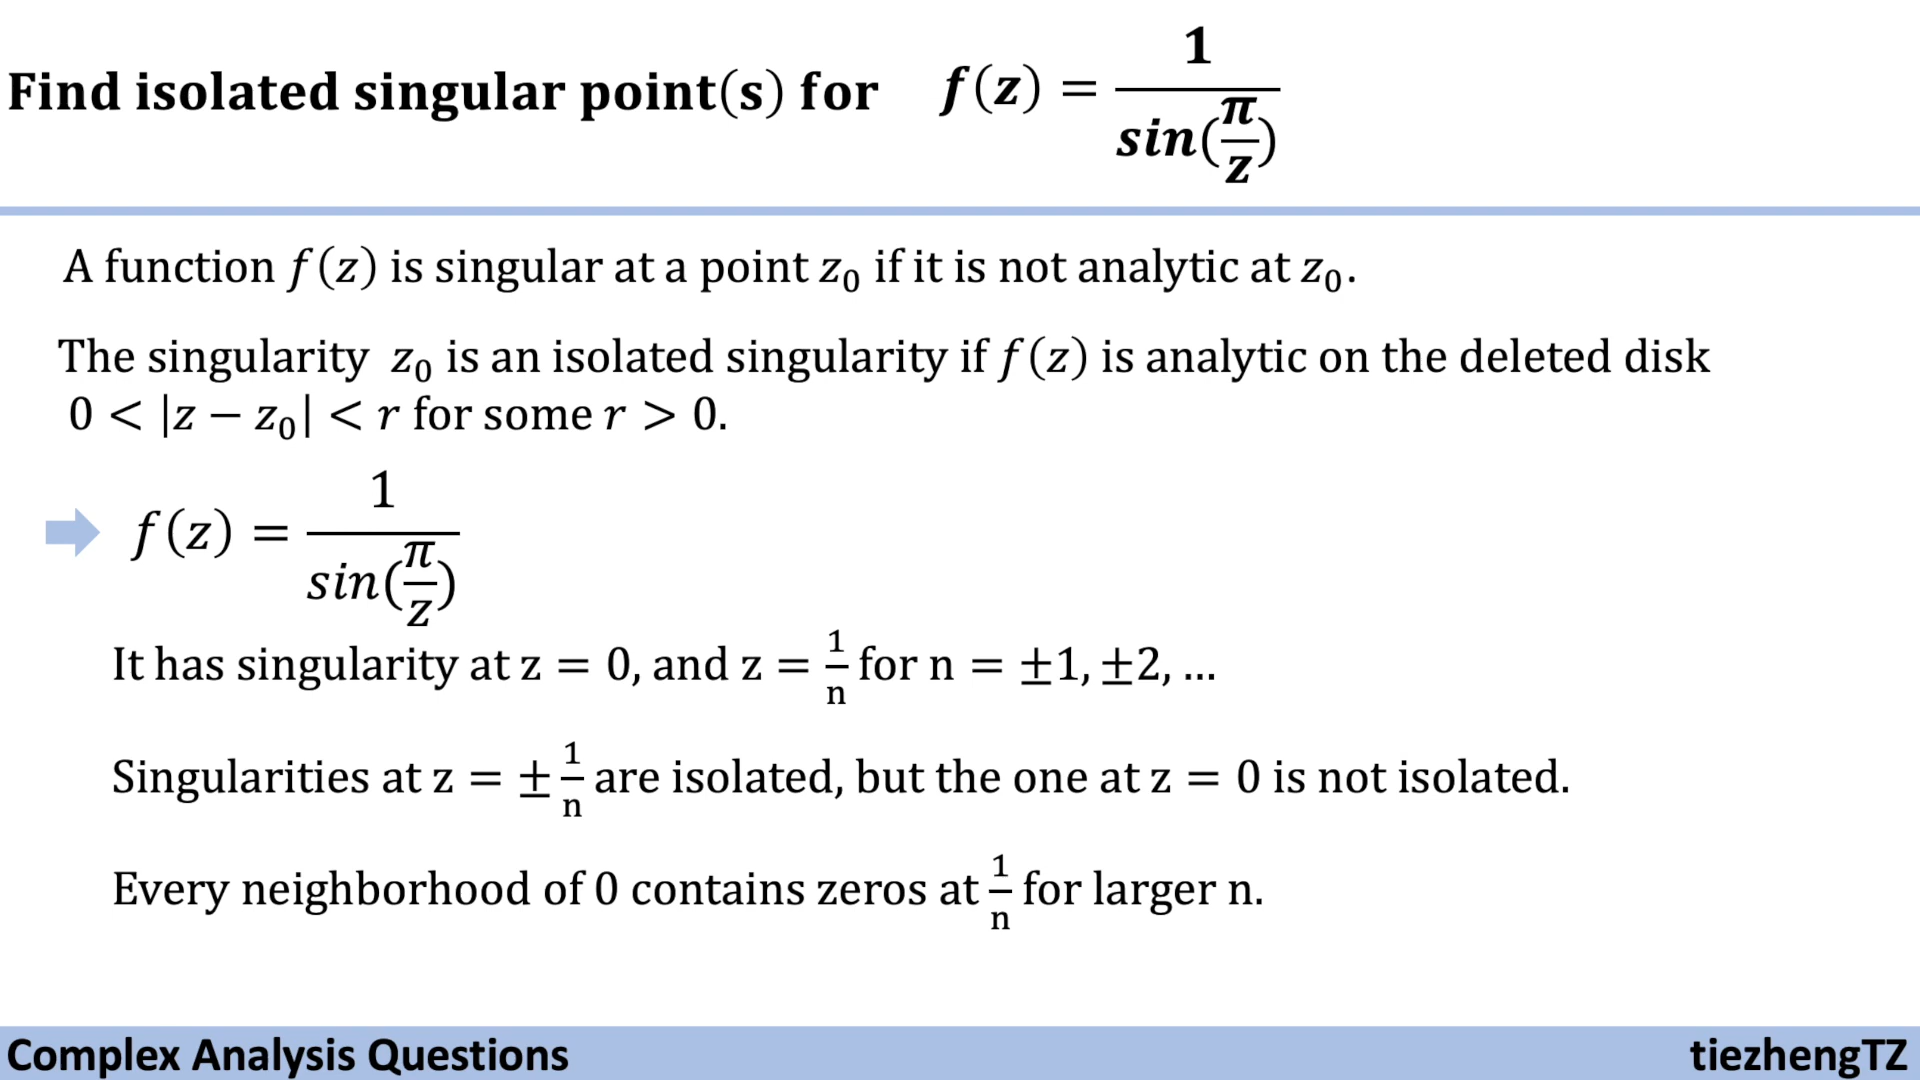 Find isolated singular point(s) for f(z) = 1/sin(π/z)
A function f(z) is singular at a point z₀ if it is not analytic at z₀.
The singularity z₀ is an isolated singularity if f(z) is analytic on the deleted disk
0 < |z − z₀| < r for some r > 0.
f(z) = 1/sin(π/z)
It has singularity at z = 0, and z = 1/n for n = ±1, ±2, ...
Singularities at z = ± 1/n are isolated, but the one at z = 0 is not isolated.
Every neighborhood of 0 contains zeros at 1/n for larger n.
Complex Analysis Questions
tiezhengTZ